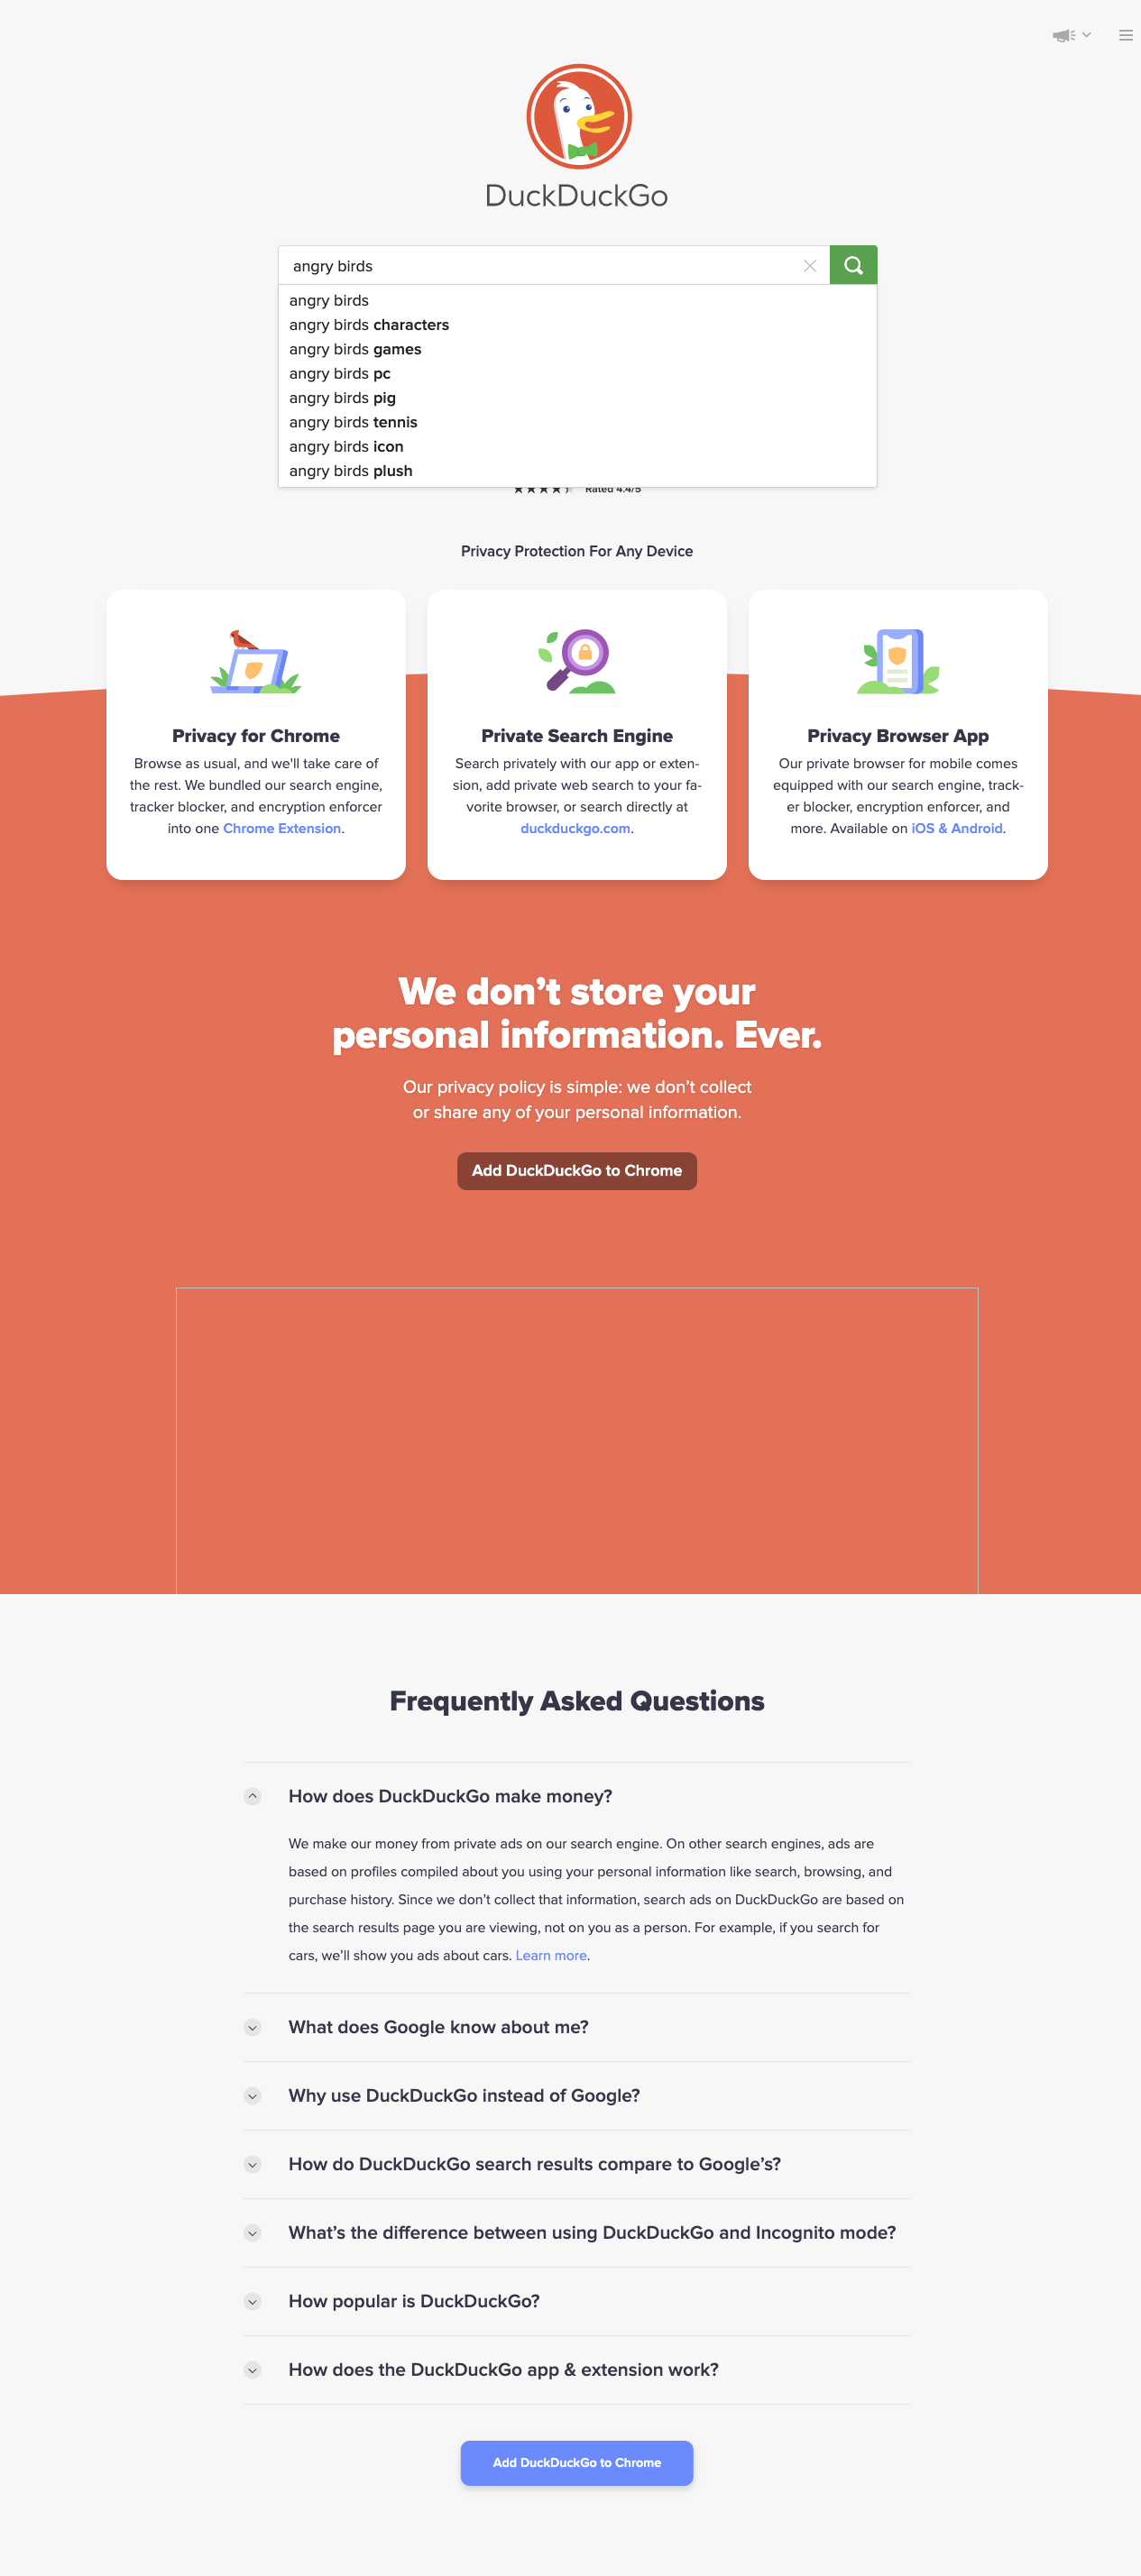 DuckDuckGo
angry birds
angry birds
angry birds characters
angry birds games
angry birds pc
angry birds pig
angry birds tennis
angry birds icon
angry birds plush
Rated 4.4/5
Privacy Protection For Any Device
Privacy for Chrome
Browse as usual, and we'll take care of
the rest. We bundled our search engine,
tracker blocker, and encryption enforcer
into one Chrome Extension.
Private Search Engine
Search privately with our app or exten-
sion, add private web search to your fa-
vorite browser, or search directly at
duckduckgo.com.
Privacy Browser App
Our private browser for mobile comes
equipped with our search engine, track-
er blocker, encryption enforcer, and
more. Available on iOS & Android.
We don’t store your
personal information. Ever.
Our privacy policy is simple: we don’t collect
or share any of your personal information.
Add DuckDuckGo to Chrome
Frequently Asked Questions
How does DuckDuckGo make money?
We make our money from private ads on our search engine. On other search engines, ads are
based on profiles compiled about you using your personal information like search, browsing, and
purchase history. Since we don’t collect that information, search ads on DuckDuckGo are based on
the search results page you are viewing, not on you as a person. For example, if you search for
cars, we’ll show you ads about cars. Learn more.
What does Google know about me?
Why use DuckDuckGo instead of Google?
How do DuckDuckGo search results compare to Google’s?
What’s the difference between using DuckDuckGo and Incognito mode?
How popular is DuckDuckGo?
How does the DuckDuckGo app & extension work?
Add DuckDuckGo to Chrome